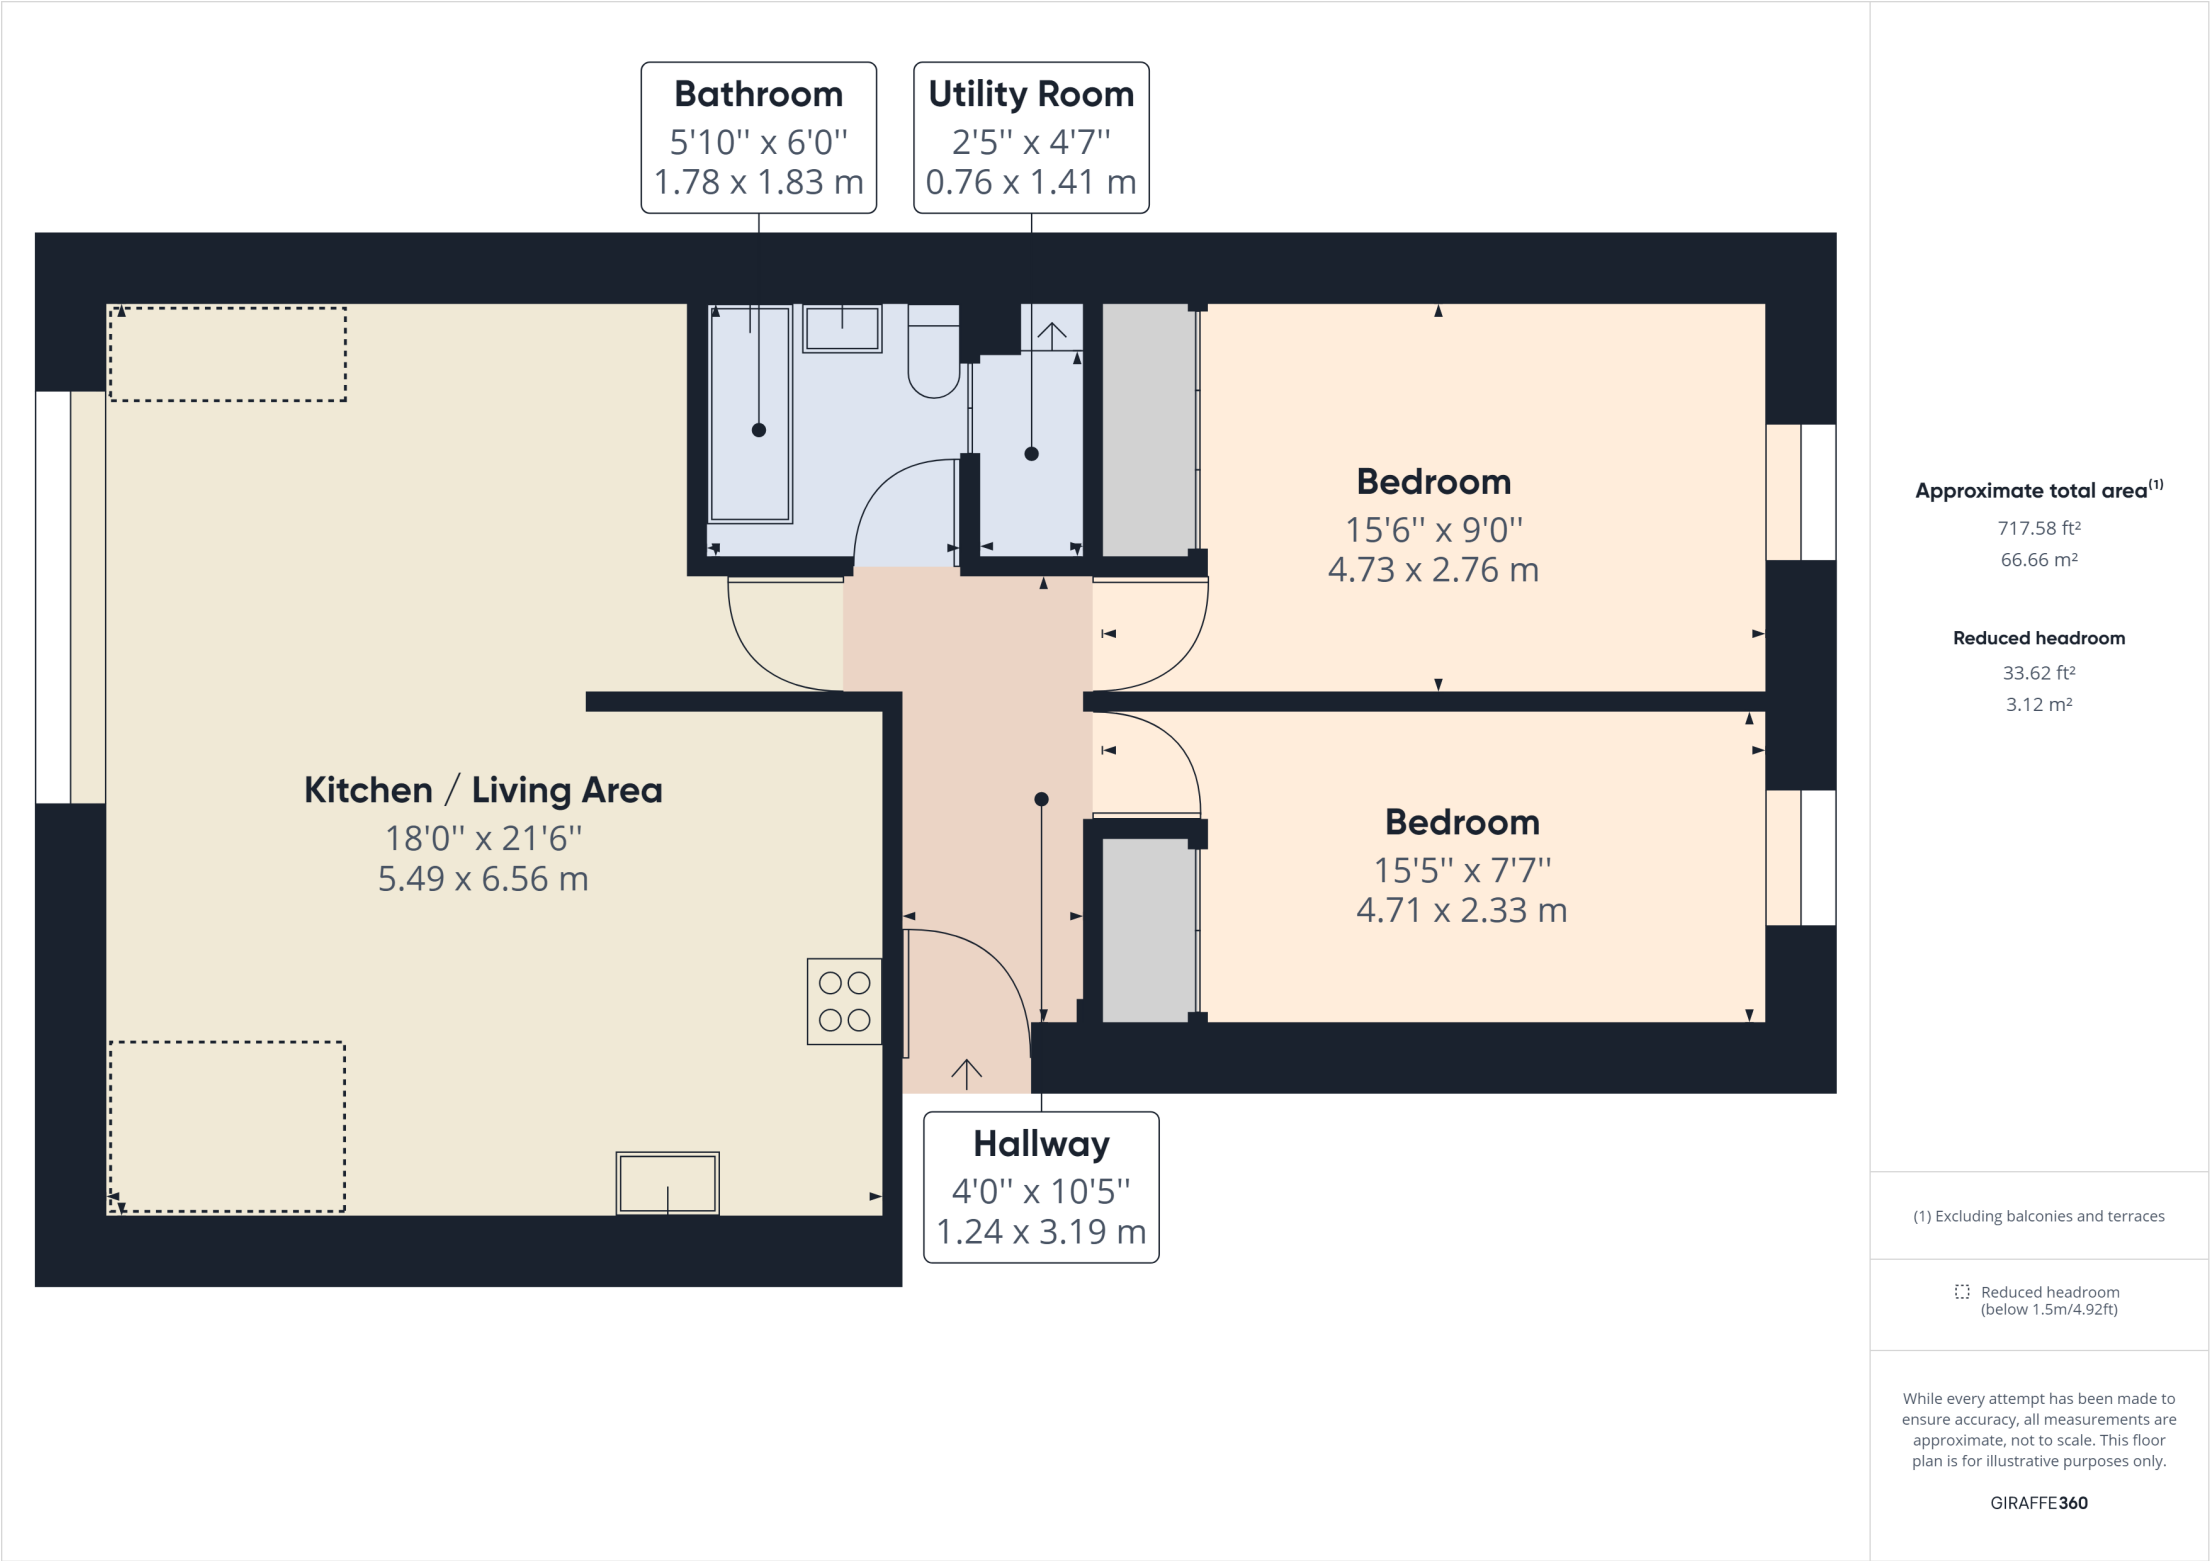 Bathroom
5'10'' x 6'0''
1.78 x 1.83 m
Utility Room
2'5'' x 4'7''
0.76 x 1.41 m
Bedroom
15'6'' x 9'0''
4.73 x 2.76 m
Kitchen / Living Area
18'0'' x 21'6''
5.49 x 6.56 m
Bedroom
15'5'' x 7'7''
4.71 x 2.33 m
Hallway
4'0'' x 10'5''
1.24 x 3.19 m
Approximate total area(1)
717.58 ft²
66.66 m²
Reduced headroom
33.62 ft²
3.12 m²
(1) Excluding balconies and terraces
Reduced headroom
(below 1.5m/4.92ft)
While every attempt has been made to
ensure accuracy, all measurements are
approximate, not to scale. This floor
plan is for illustrative purposes only.
GIRAFFE360